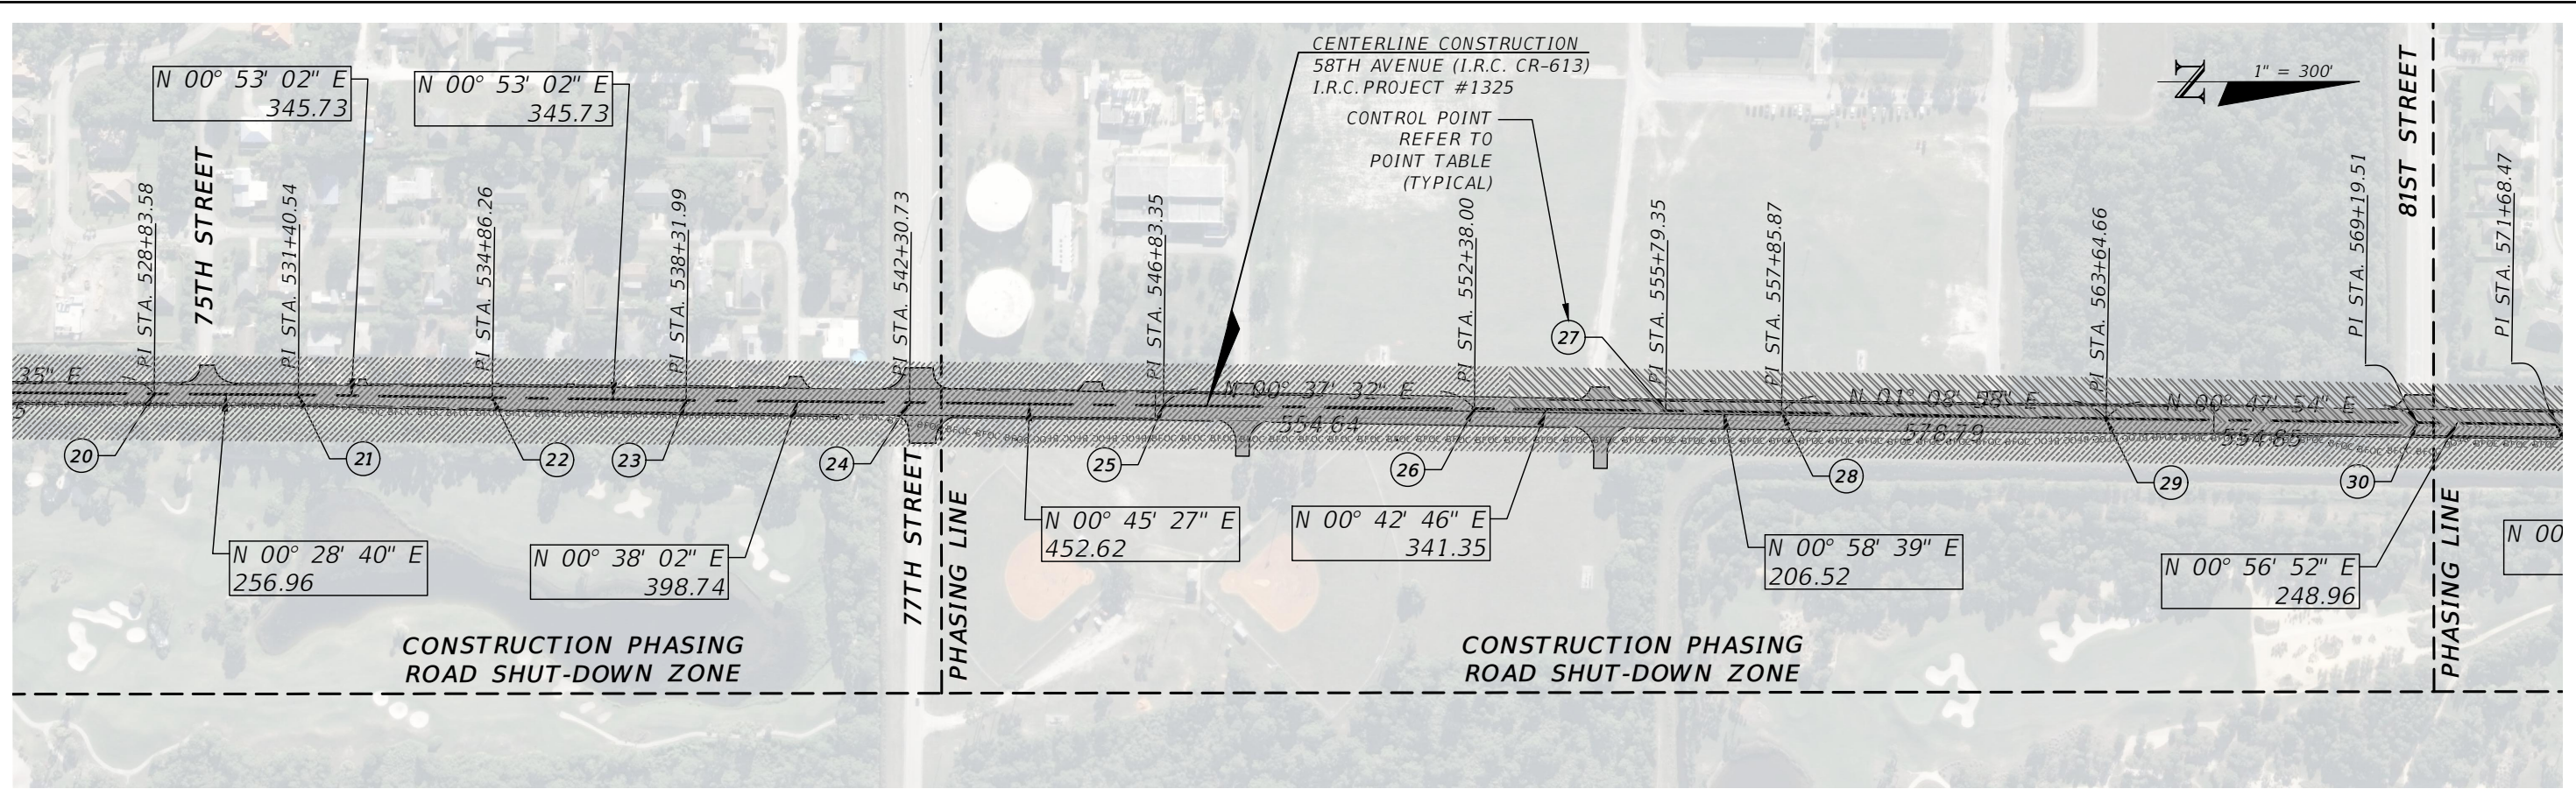 CENTERLINE CONSTRUCTION
58TH AVENUE (I.R.C. CR-613)
I.R.C. PROJECT #1325
CONTROL POINT
REFER TO
POINT TABLE
(TYPICAL)
N
1" = 300'
N 00° 53' 02" E
345.73
N 00° 53' 02" E
345.73
PI STA. 528+83.58
75TH STREET
PI STA. 531+40.54
PI STA. 534+86.26
PI STA. 538+31.99
PI STA. 542+30.73
PI STA. 546+83.35
PI STA. 552+38.00
PI STA. 555+79.35
PI STA. 557+85.87
PI STA. 563+64.66
PI STA. 569+19.51
81ST STREET
PI STA. 571+68.47
27
35" E
5
N 00° 37' 32" E
554.64
N 01° 08' 58" E
578.79
N 00° 47' 54" E
554.85
20
21
22
23
24
25
26
28
29
30
77TH STREET
PHASING LINE
PHASING LINE
N 00° 28' 40" E
256.96
N 00° 38' 02" E
398.74
N 00° 45' 27" E
452.62
N 00° 42' 46" E
341.35
N 00° 58' 39" E
206.52
N 00° 56' 52" E
248.96
N 00
CONSTRUCTION PHASING
ROAD SHUT-DOWN ZONE
CONSTRUCTION PHASING
ROAD SHUT-DOWN ZONE